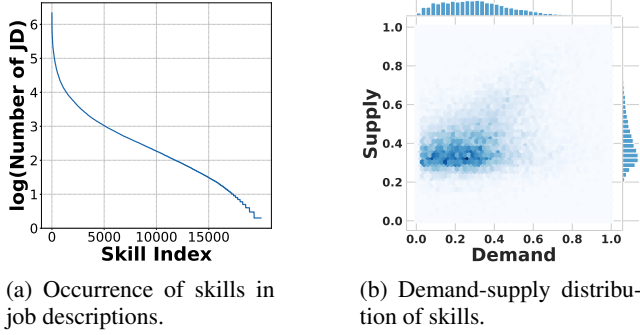 log(Number of JD)
6
5
4
3
2
1
0
0 5000 10000 15000
Skill Index
(a) Occurrence of skills in
job descriptions.
Supply
1.0
0.8
0.6
0.4
0.2
0.0
0.0 0.2 0.4 0.6 0.8 1.0
Demand
(b) Demand-supply distribu-
tion of skills.